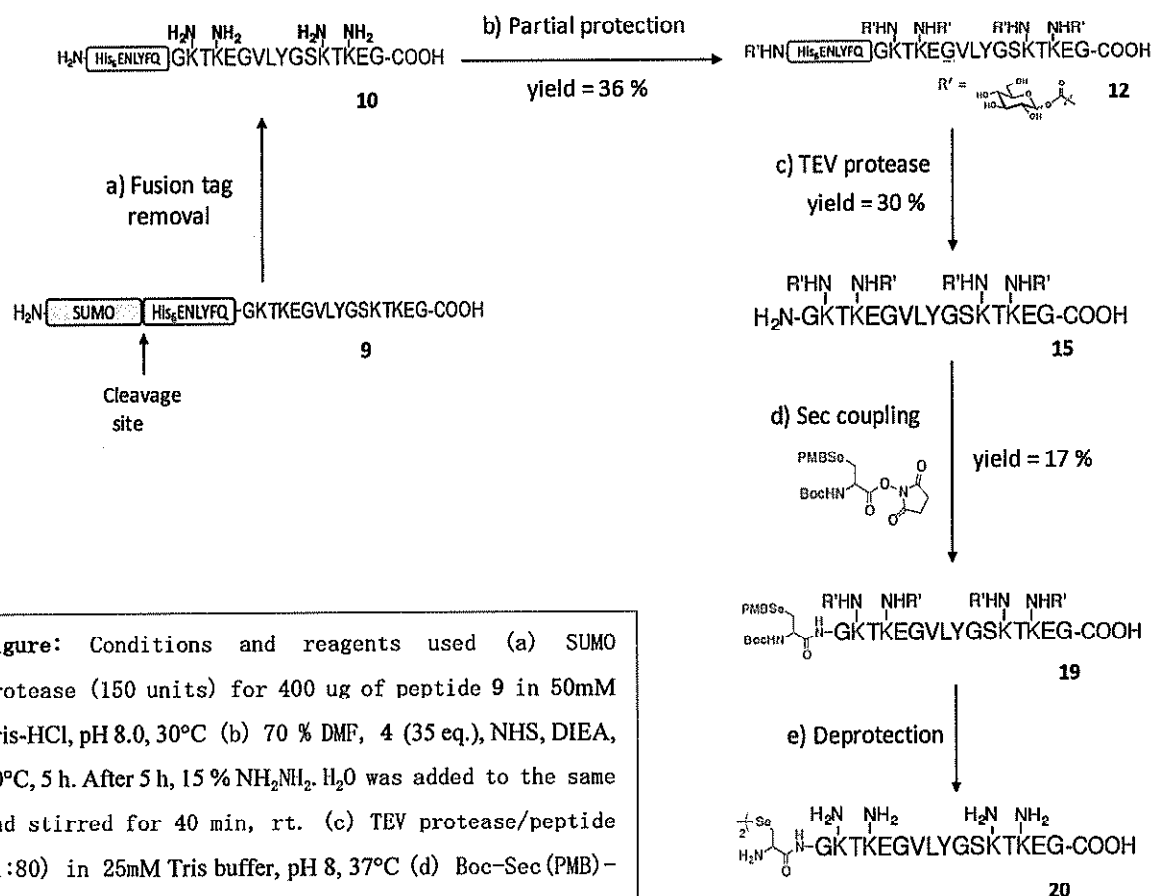 H₂N H₂N NH₂ H₂N NH₂
H₂N-His₆ENLYFQ GKTKEGVLYGSKTKEG-COOH
10
b) Partial protection
yield = 36 %
R'HN NHR' R'HN NHR'
R'HN His₆ENLYFQ GKTKEGVLYGSKTKEG-COOH
R' =
HO HO OH OH O O
12
a) Fusion tag
removal
c) TEV protease
yield = 30 %
H₂N SUMO His₆ENLYFQ -GKTKEGVLYGSKTKEG-COOH
9
Cleavage
site
R'HN NHR' R'HN NHR'
H₂N-GKTKEGVLYGSKTKEG-COOH
15
d) Sec coupling
yield = 17 %
PMBSe
BocHN O O N O O
R'HN NHR' R'HN NHR'
PMBSe
BocHN O H N -GKTKEGVLYGSKTKEG-COOH
19
e) Deprotection
H₂N NH₂ H₂N NH₂
2 Se
H₂N O H N -GKTKEGVLYGSKTKEG-COOH
20
igure: Conditions and reagents used (a) SUMO
rotease (150 units) for 400 ug of peptide 9 in 50mM
ris-HCl, pH 8.0, 30°C (b) 70 % DMF, 4 (35 eq.), NHS, DIEA,
0°C, 5 h. After 5 h, 15 % NH₂NH₂. H₂O was added to the same
nd stirred for 40 min, rt. (c) TEV protease/peptide
:80) in 25mM Tris buffer, pH 8, 37°C (d) Boc-Sec(PMB)-